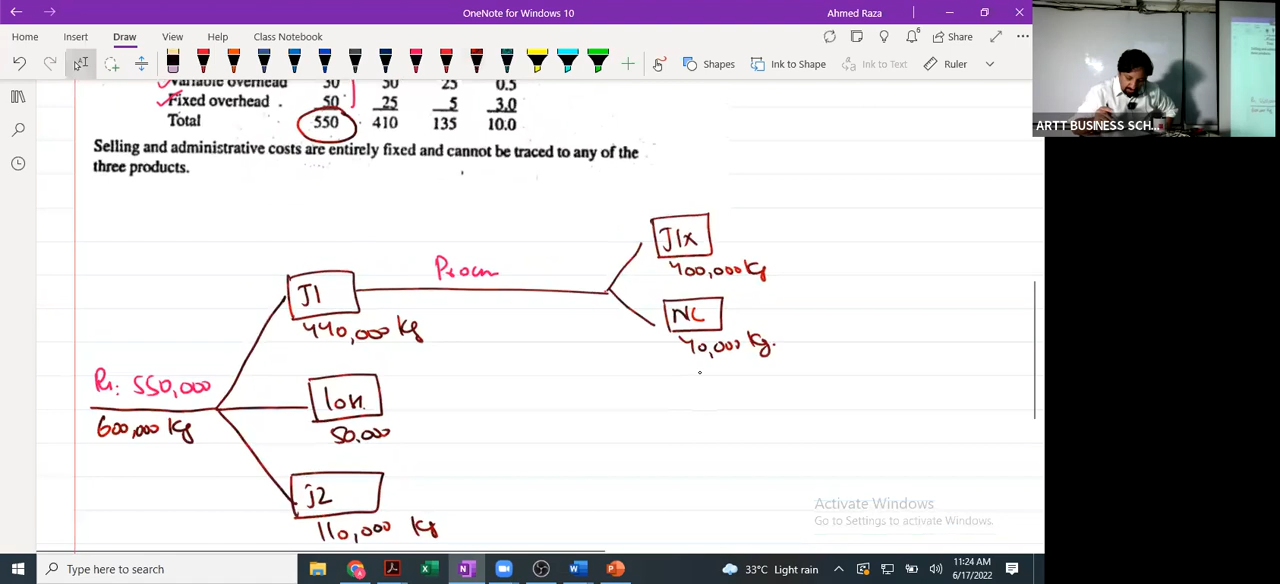 OneNote for Windows 10
Ahmed Raza
Home Insert Draw View Help Class Notebook
Share
Shapes Ink to Shape Ink to Text Ruler
Variable overhead 30 30 25 0.5
Fixed overhead . 50 25 5 3.0
Total 550 410 135 10.0
Selling and administrative costs are entirely fixed and cannot be traced to any of the
three products.
J1x
400,000 Kg
J1
440,000 Kg
NC
40,000 Kg.
Rs: 550,000
600,000 Kg
loss
50,000
j2
110,000 Kg
Activate Windows
Go to Settings to activate Windows.
ARTT BUSINESS SCH...
Type here to search
33°C Light rain
11:24 AM
6/17/2022